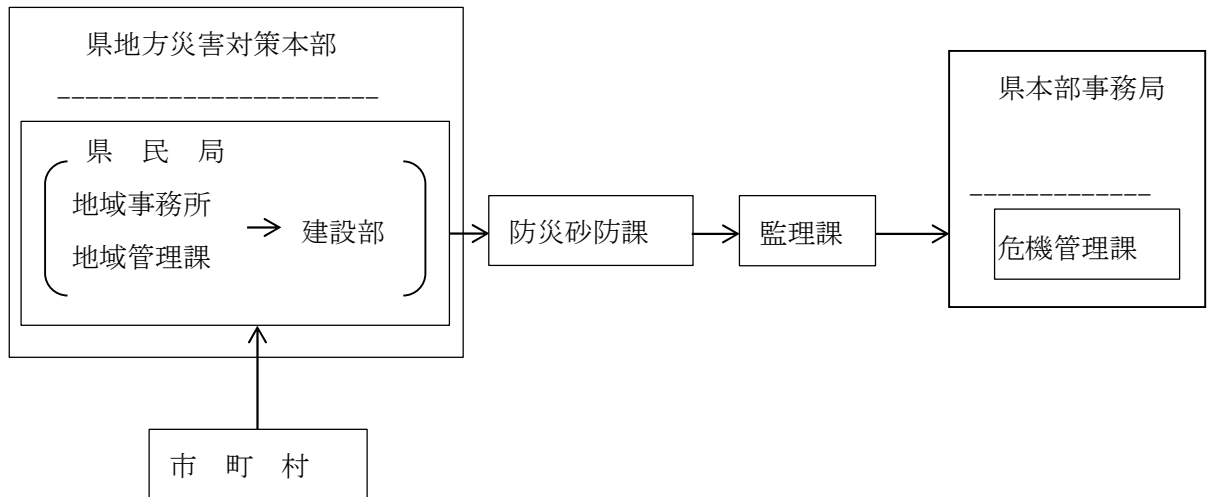 県地方災害対策本部
県 民 局
地域事務所
地域管理課
建設部
防災砂防課
監理課
県本部事務局
危機管理課
市 町 村